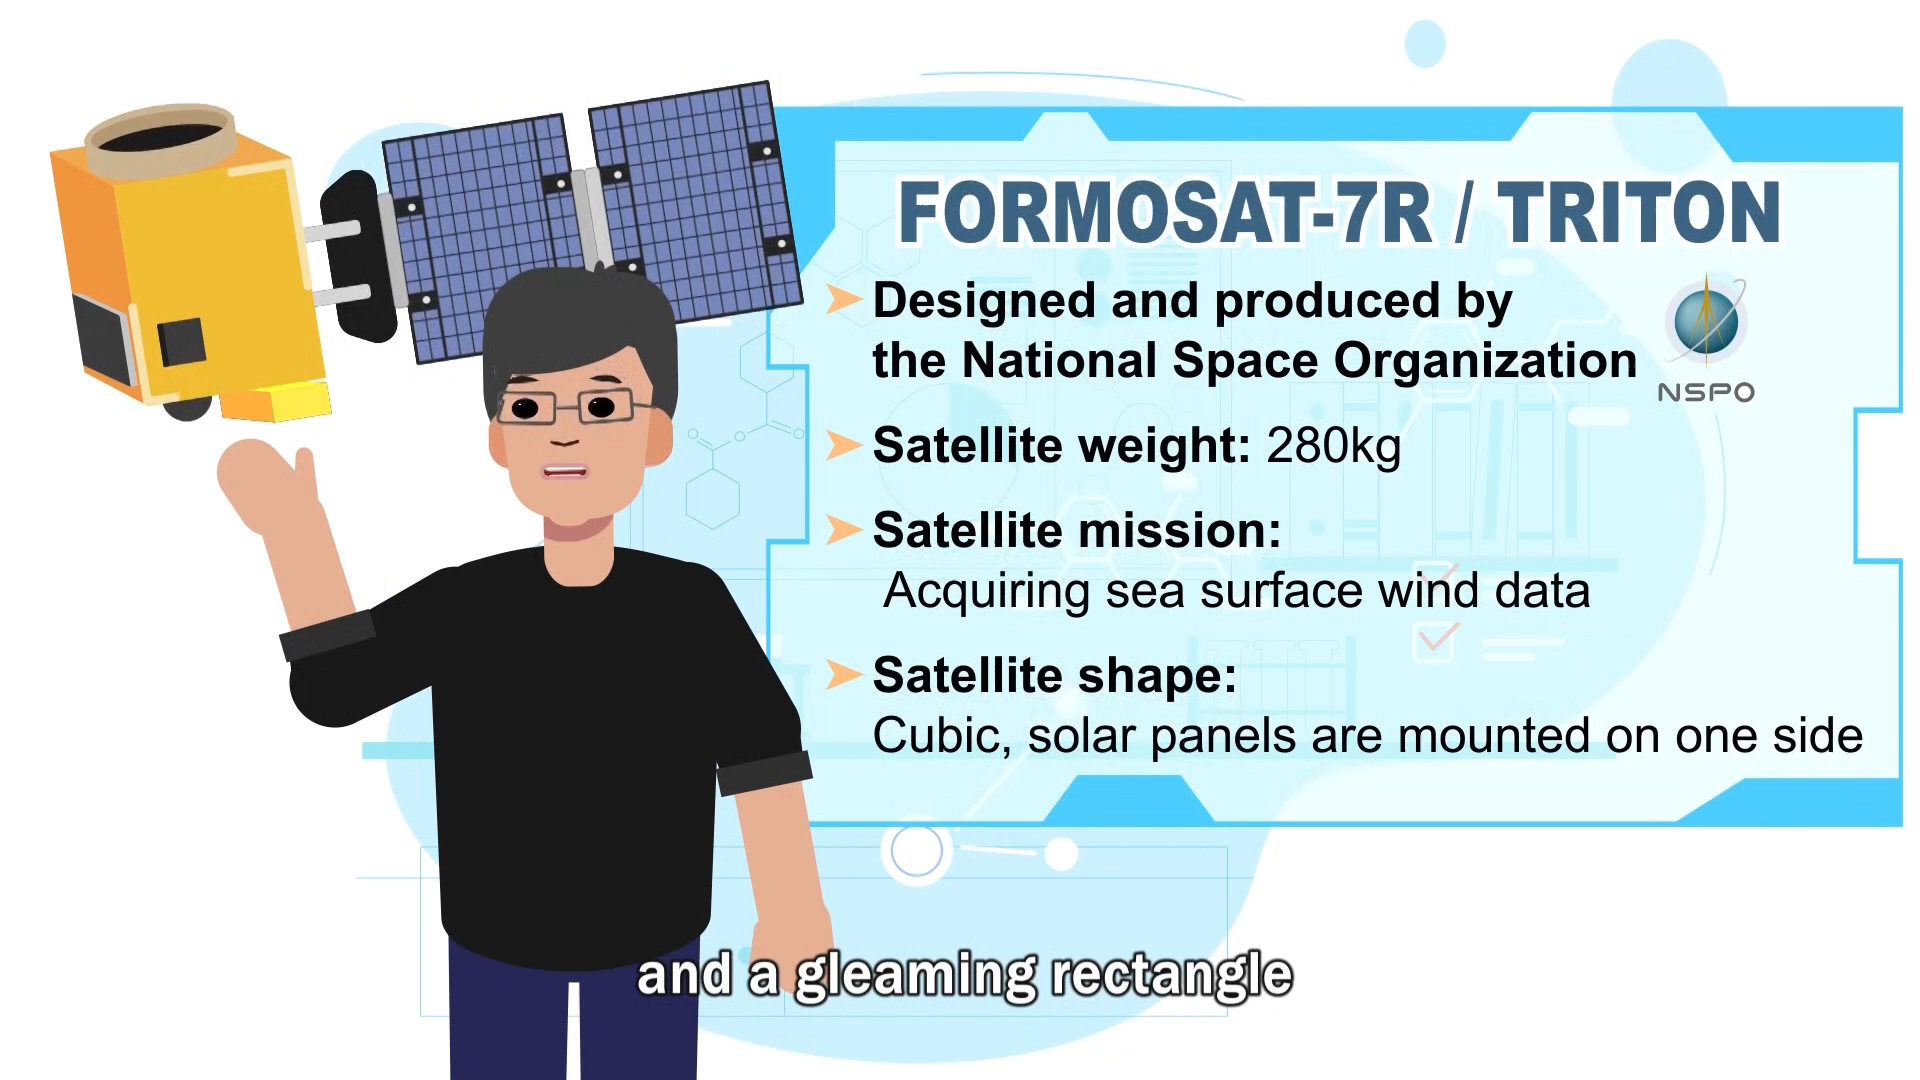 FORMOSAT-7R / TRITON
Designed and produced by
the National Space Organization
NSPO
Satellite weight: 280kg
Satellite mission:
Acquiring sea surface wind data
Satellite shape:
Cubic, solar panels are mounted on one side
and a gleaming rectangle